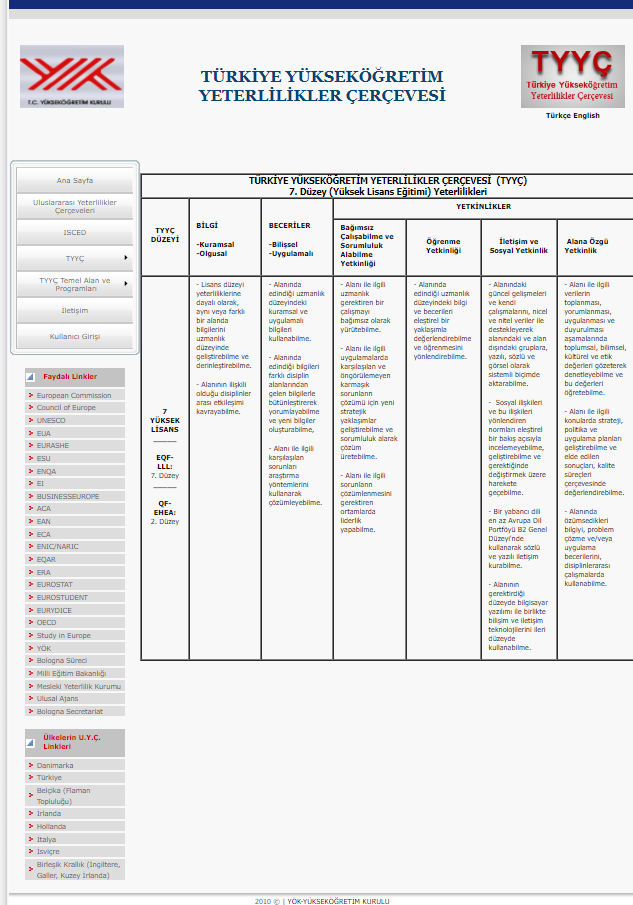 T.C. YÜKSEKÖĞRETİM KURULU
TÜRKİYE YÜKSEKÖĞRETİM
YETERLİLİKLER ÇERÇEVESİ
TYYÇ
Türkiye Yükseköğretim
Yeterlilikler Çerçevesi
Türkçe English
Ana Sayfa
Uluslararası Yeterlilikler
Çerçeveleri
ISCED
TYYÇ
TYYÇ Temel Alan ve
Programları
İletişim
Kullanıcı Girişi
Faydalı Linkler
European Commission
Council of Europe
UNESCO
EUA
EURASHE
ESU
ENQA
EI
BUSINESSEUROPE
ACA
EAN
ECA
ENIC/NARIC
EQAR
ERA
EUROSTAT
EUROSTUDENT
EURYDICE
OECD
Study in Europe
YÖK
Bologna Süreci
Milli Eğitim Bakanlığı
Mesleki Yeterlilik Kurumu
Ulusal Ajans
Bologna Secretariat
Ülkelerin U.Y.Ç.
Linkleri
Danimarka
Türkiye
Belçika (Flaman
Topluluğu)
İrlanda
Hollanda
İtalya
İsviçre
Birleşik Krallık (İngiltere,
Galler, Kuzey İrlanda)
TÜRKİYE YÜKSEKÖĞRETİM YETERLİLİKLER ÇERÇEVESİ (TYYÇ)
7. Düzey (Yüksek Lisans Eğitimi) Yeterlilikleri
TYYÇ
DÜZEYİ
BİLGİ
-Kuramsal
-Olgusal
BECERİLER
-Bilişsel
-Uygulamalı
YETKİNLİKLER
Bağımsız
Çalışabilme ve
Sorumluluk
Alabilme
Yetkinliği
Öğrenme
Yetkinliği
İletişim ve
Sosyal Yetkinlik
Alana Özgü
Yetkinlik
7
YÜKSEK
LİSANS
_____
EQF-
LLL:
7. Düzey
_____
QF-
EHEA:
2. Düzey
- Lisans düzeyi
yeterliliklerine
dayalı olarak,
aynı veya farklı
bir alanda
bilgilerini
uzmanlık
düzeyinde
geliştirebilme ve
derinleştirebilme.
- Alanının ilişkili
olduğu disiplinler
arası etkileşimi
kavrayabilme.
- Alanında
edindiği uzmanlık
düzeyindeki
kuramsal ve
uygulamalı
bilgileri
kullanabilme.
- Alanında
edindiği bilgileri
farklı disiplin
alanlarından
gelen bilgilerle
bütünleştirerek
yorumlayabilme
ve yeni bilgiler
oluşturabilme,
- Alanı ile ilgili
karşılaşılan
sorunları
araştırma
yöntemlerini
kullanarak
çözümleyebilme.
- Alanı ile ilgili
uzmanlık
gerektiren bir
çalışmayı
bağımsız olarak
yürütebilme.
- Alanı ile ilgili
uygulamalarda
karşılaşılan ve
öngörülemeyen
karmaşık
sorunların
çözümü için yeni
stratejik
yaklaşımlar
geliştirebilme ve
sorumluluk alarak
çözüm
üretebilme.
- Alanı ile ilgili
sorunların
çözümlenmesini
gerektiren
ortamlarda
liderlik
yapabilme.
- Alanında
edindiği uzmanlık
düzeyindeki bilgi
ve becerileri
eleştirel bir
yaklaşımla
değerlendirebilme
ve öğrenmesini
yönlendirebilme.
- Alanındaki
güncel gelişmeleri
ve kendi
çalışmalarını, nicel
ve nitel veriler ile
destekleyerek
alanındaki ve alan
dışındaki gruplara,
yazılı, sözlü ve
görsel olarak
sistemli biçimde
aktarabilme.
- Sosyal ilişkileri
ve bu ilişkileri
yönlendiren
normları eleştirel
bir bakış açısıyla
inceleyebilme,
geliştirebilme ve
gerektiğinde
değiştirmek üzere
harekete
geçebilme.
- Bir yabancı dili
en az Avrupa Dil
Portföyü B2 Genel
Düzeyi'nde
kullanarak sözlü
ve yazılı iletişim
kurabilme.
- Alanının
gerektirdiği
düzeyde bilgisayar
yazılımı ile birlikte
bilişim ve iletişim
teknolojilerini ileri
düzeyde
kullanabilme.
- Alanı ile ilgili
verilerin
toplanması,
yorumlanması,
uygulanması ve
duyurulması
aşamalarında
toplumsal, bilimsel,
kültürel ve etik
değerleri gözeterek
denetleyebilme ve
bu değerleri
öğretebilme.
- Alanı ile ilgili
konularda strateji,
politika ve
uygulama planları
geliştirebilme ve
elde edilen
sonuçları, kalite
süreçleri
çerçevesinde
değerlendirebilme.
- Alanında
özümsedikleri
bilgiyi, problem
çözme ve/veya
uygulama
becerilerini,
disiplinlerarası
çalışmalarda
kullanabilme.
2010 © | YÖK-YÜKSEKÖĞRETİM KURULU